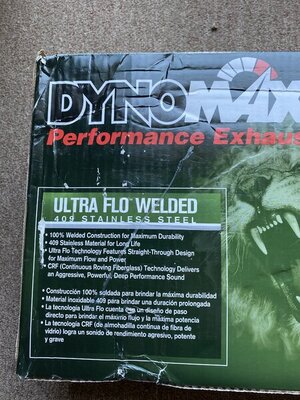 DYNOMAX
Performance Exhaus
ULTRA FLO WELDED
409 STAINLESS STEEL
• 100% Welded Construction for Maximum Durability
• 409 Stainless Material for Long Life
• Ultra Flo Technology Features Straight-Through Design
for Maximum Flow and Power
• CRF (Continuous Roving Fiberglass) Technology Delivers
an Aggressive, Powerful, Deep Performance Sound
• Construcción 100% soldada para brindar la máxima durabilidad
• Material inoxidable 409 para brindar una duración prolongada
• La tecnología Ultra Flo cuenta con un diseño de paso
directo para brindar el máximo flujo y la máxima potencia
• La tecnología CRF (de almohadilla continua de fibra de
vidrio) logra un sonido de rendimiento agresivo, potente
y grave